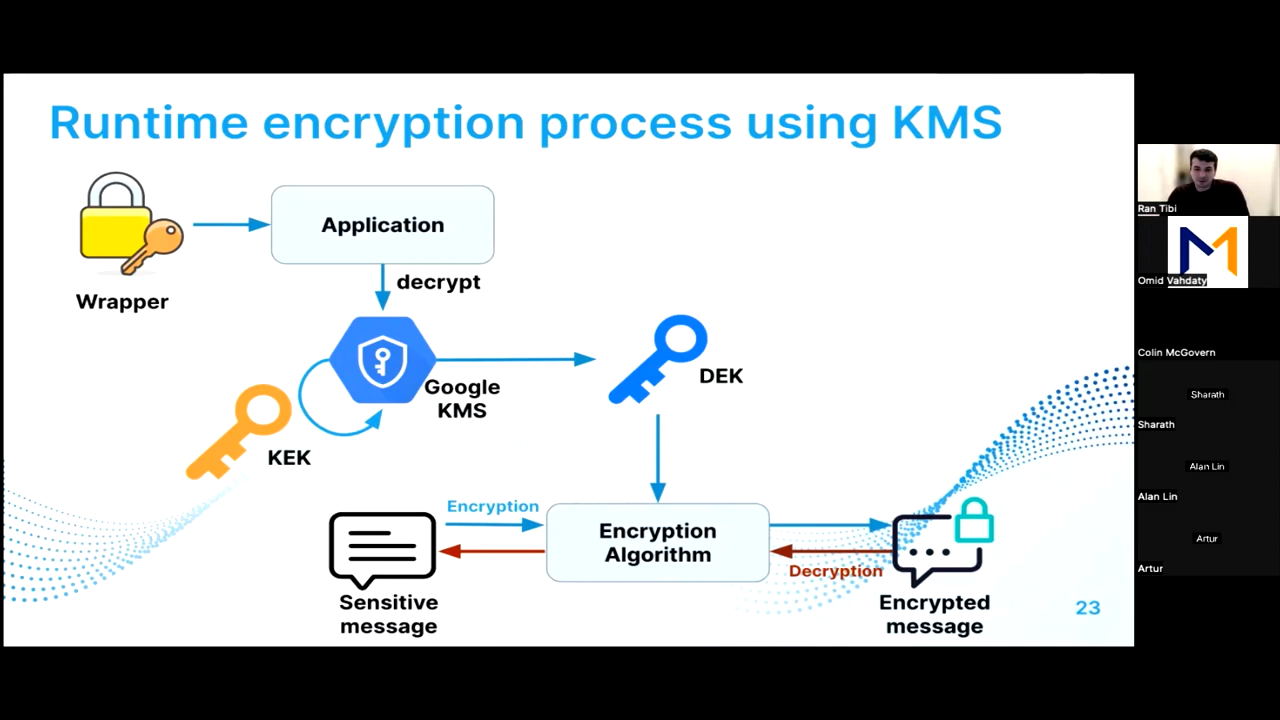 Runtime encryption process using KMS
Wrapper
Application
decrypt
Google
KMS
KEK
DEK
Encryption
Encryption
Algorithm
Decryption
Sensitive
message
Encrypted
message
23
Ran Tibi
Omid Vahdaty
Colin McGovern
Sharath
Sharath
Alan Lin
Alan Lin
Artur
Artur